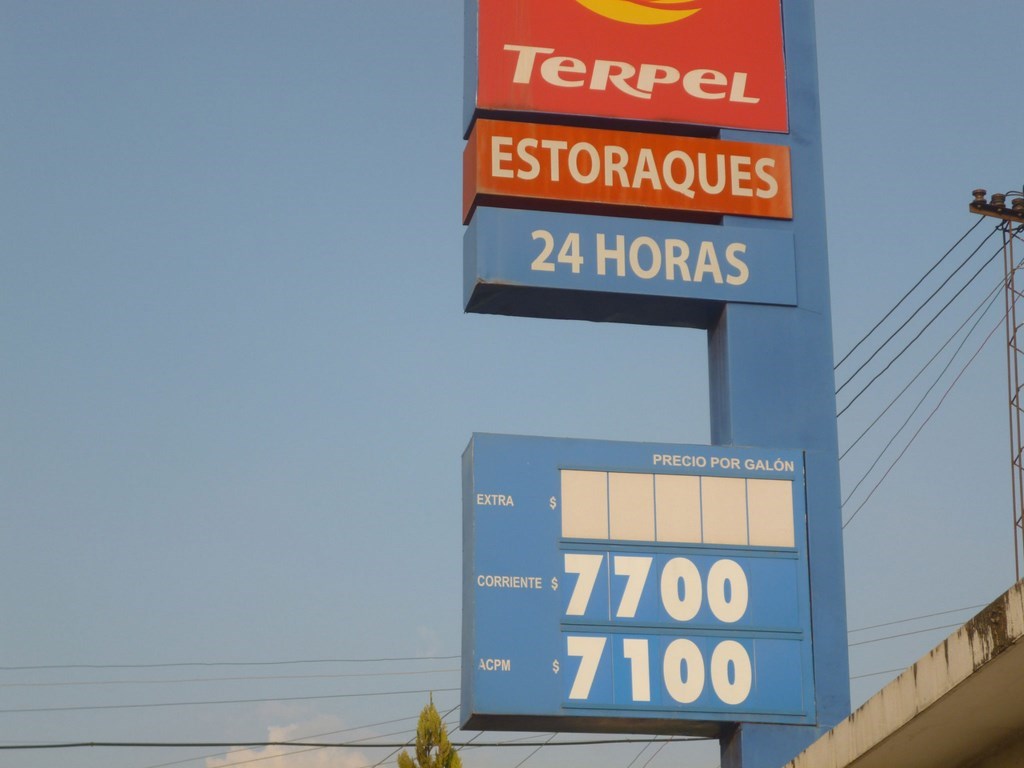 TERPEL
ESTORAQUES
24 HORAS
PRECIO POR GALÓN
EXTRA $
CORRIENTE $ 7700
ACPM $ 7100